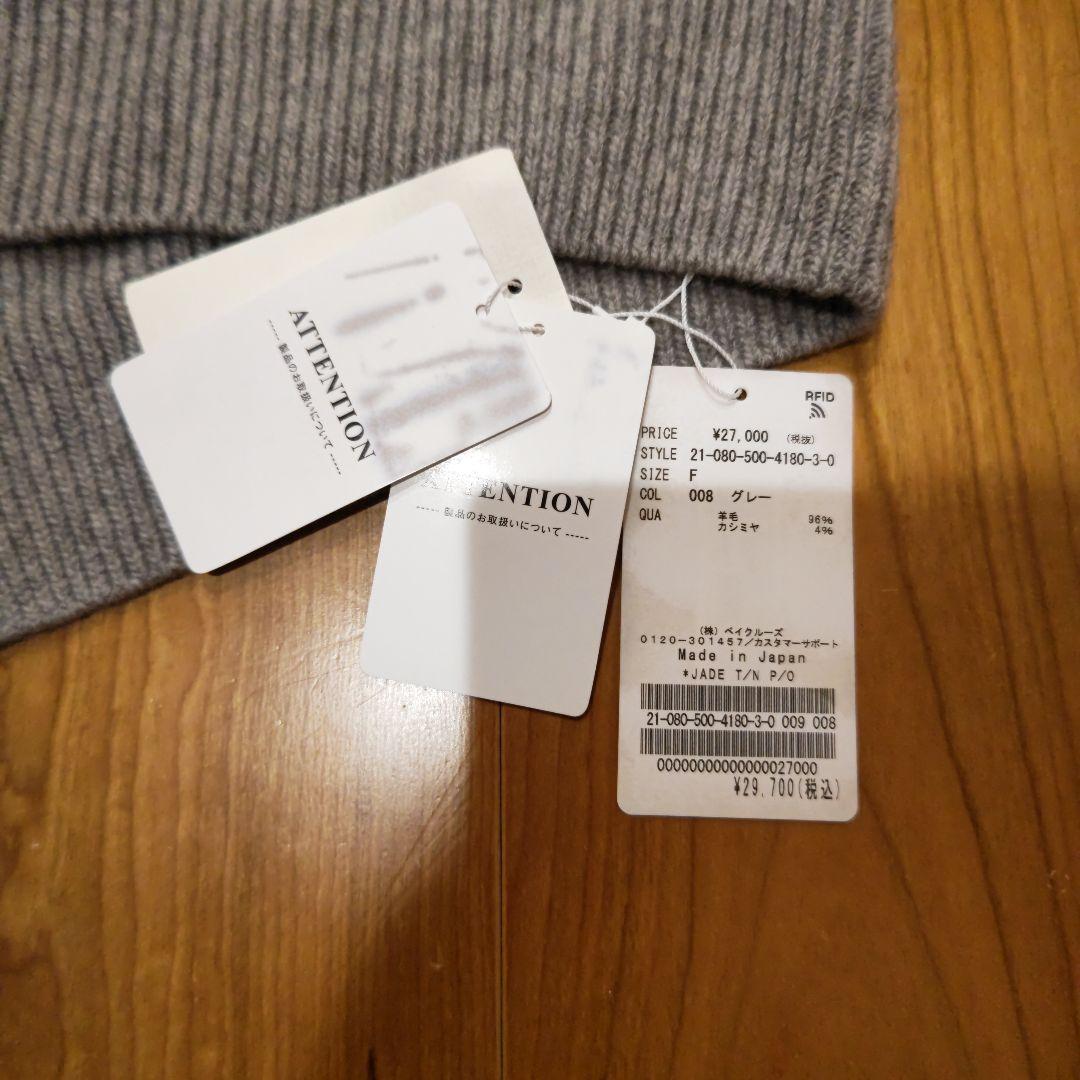 ATTENTION
----- 製品のお取扱いについて -----
ATTENTION
----- 製品のお取扱いについて -----
RFID
PRICE ¥27,000 (税抜)
STYLE 21-080-500-4180-3-0
SIZE F
COL 008 グレー
QUA 羊毛 96%
カシミヤ 4%
(株) ベイクルーズ
0120-301457/カスタマーサポート
Made in Japan
*JADE T/N P/O
21-080-500-4180-3-0 009 008
00000000000000027000
¥29,700(税込)